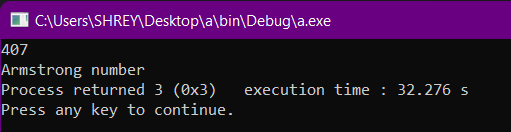 C:\Users\SHREY\Desktop\a\bin\Debug\a.exe
407
Armstrong number
Process returned 3 (0x3)   execution time : 32.276 s
Press any key to continue.